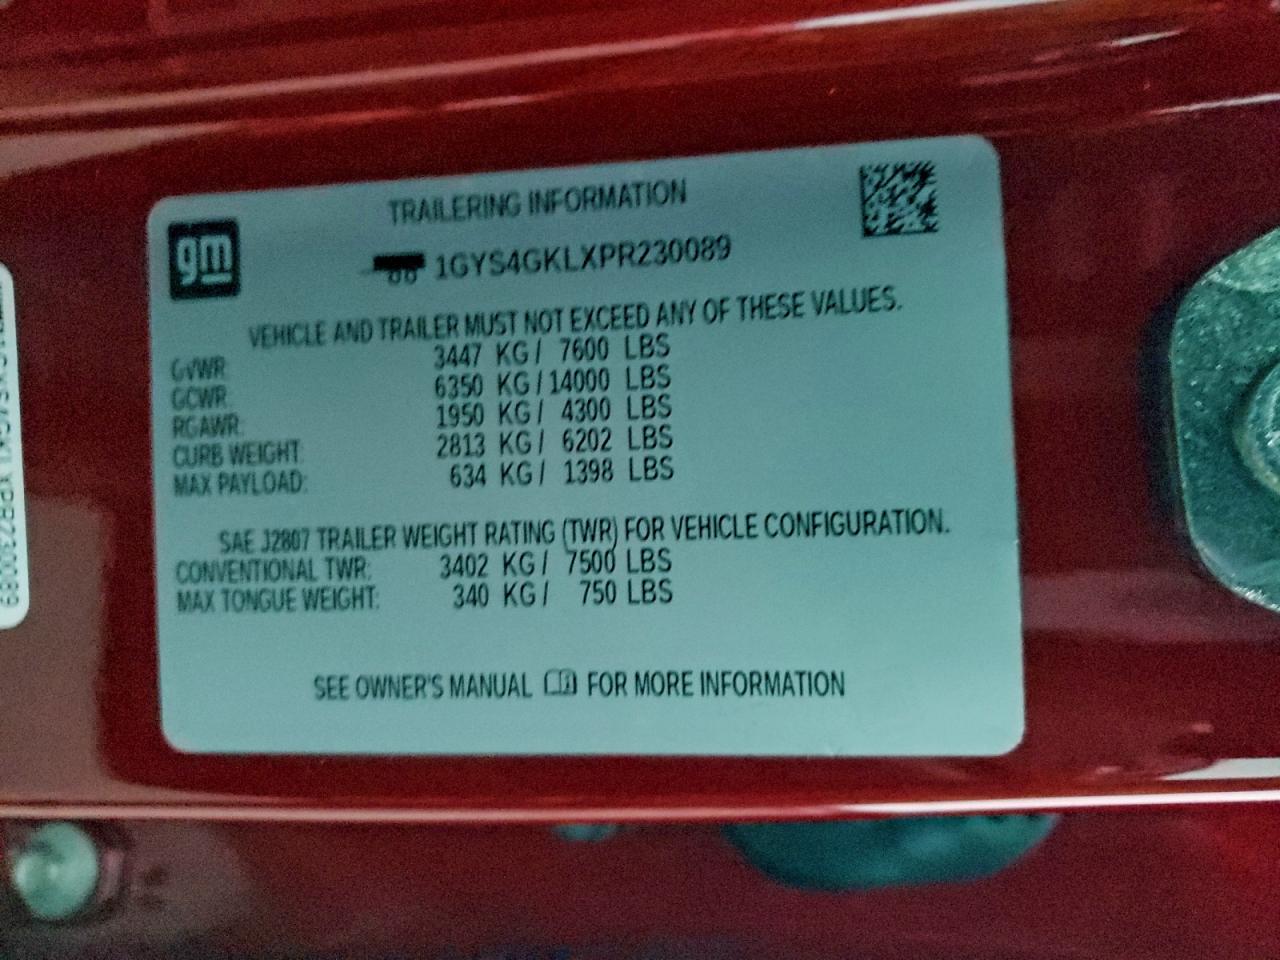 gm
TRAILERING INFORMATION
1GYS4GKLXPR230089
VEHICLE AND TRAILER MUST NOT EXCEED ANY OF THESE VALUES.
GVWR: 3447 KG / 7600 LBS
GCWR: 6350 KG / 14000 LBS
RGAWR: 1950 KG / 4300 LBS
CURB WEIGHT: 2813 KG / 6202 LBS
MAX PAYLOAD: 634 KG / 1398 LBS
SAE J2807 TRAILER WEIGHT RATING (TWR) FOR VEHICLE CONFIGURATION.
CONVENTIONAL TWR: 3402 KG / 7500 LBS
MAX TONGUE WEIGHT: 340 KG / 750 LBS
SEE OWNER'S MANUAL FOR MORE INFORMATION